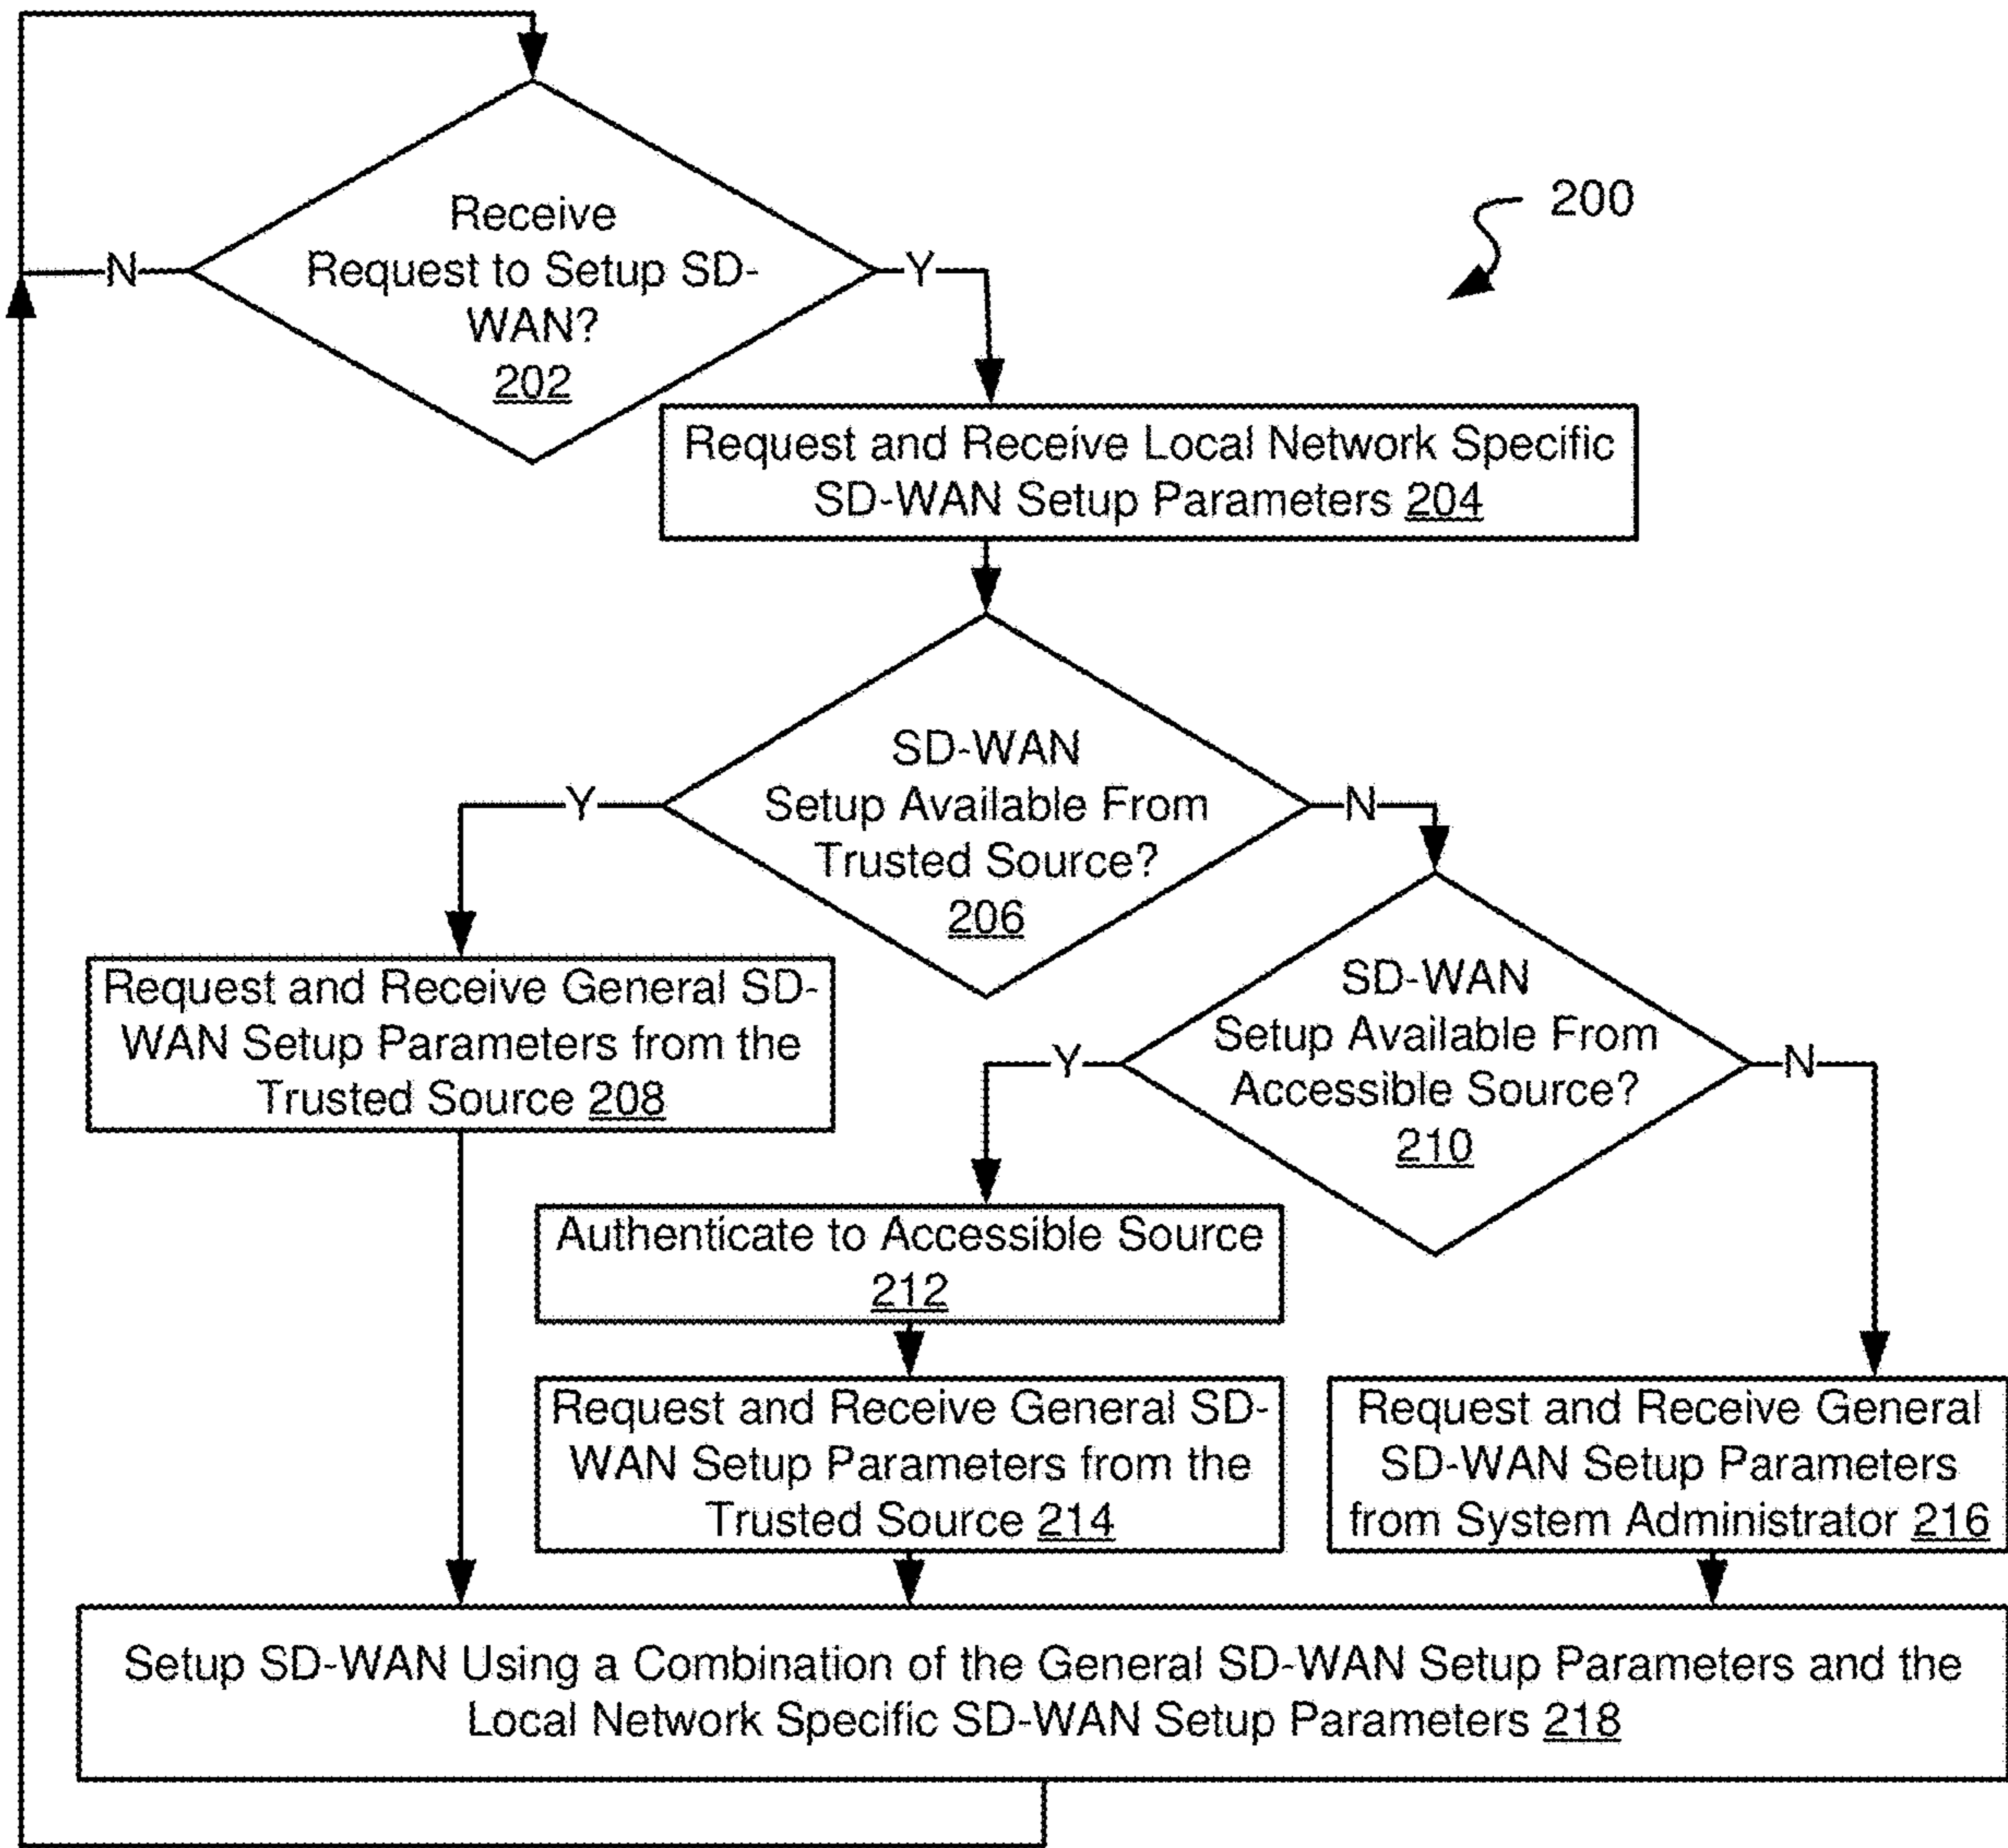 200
Receive
Request to Setup SD-
WAN?
202
N
Y
Request and Receive Local Network Specific
SD-WAN Setup Parameters 204
SD-WAN
Setup Available From
Trusted Source?
206
Y
N
Request and Receive General SD-
WAN Setup Parameters from the
Trusted Source 208
SD-WAN
Setup Available From
Accessible Source?
210
Y
N
Authenticate to Accessible Source
212
Request and Receive General SD-
WAN Setup Parameters from the
Trusted Source 214
Request and Receive General
SD-WAN Setup Parameters
from System Administrator 216
Setup SD-WAN Using a Combination of the General SD-WAN Setup Parameters and the
Local Network Specific SD-WAN Setup Parameters 218